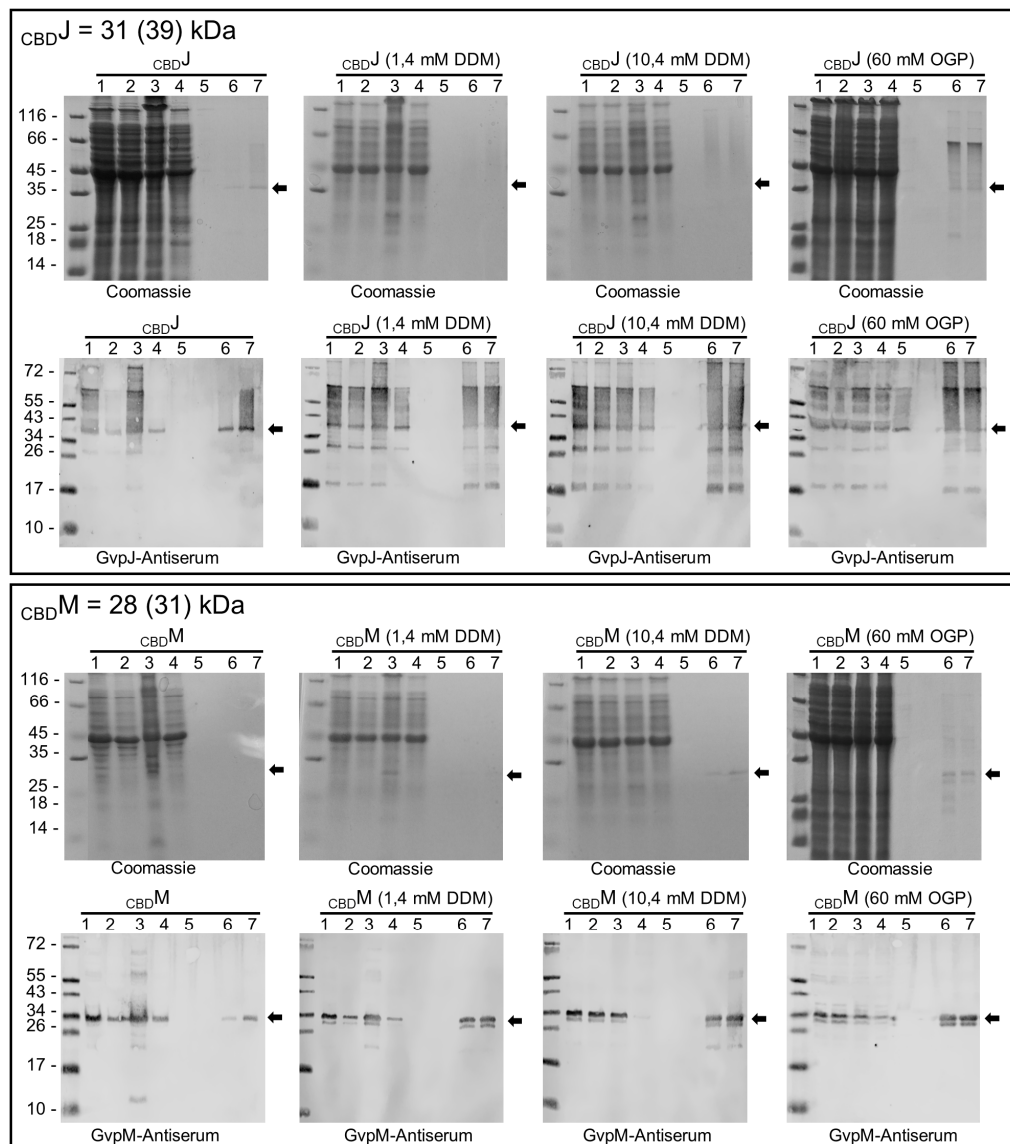 CBDJ = 31 (39) kDa
CBDJ CBDJ (1,4 mM DDM) CBDJ (10,4 mM DDM) CBDJ (60 mM OGP)
1 2 3 4 5 6 7 1 2 3 4 5 6 7 1 2 3 4 5 6 7 1 2 3 4 5 6 7
116 -
66 -
45 -
35 -
25 -
18 -
14 -
Coomassie Coomassie Coomassie Coomassie
CBDJ CBDJ (1,4 mM DDM) CBDJ (10,4 mM DDM) CBDJ (60 mM OGP)
1 2 3 4 5 6 7 1 2 3 4 5 6 7 1 2 3 4 5 6 7 1 2 3 4 5 6 7
72 -
55 -
43 -
34 -
26 -
17 -
10 -
GvpJ-Antiserum GvpJ-Antiserum GvpJ-Antiserum GvpJ-Antiserum
CBDM = 28 (31) kDa
CBDM CBDM (1,4 mM DDM) CBDM (10,4 mM DDM) CBDM (60 mM OGP)
1 2 3 4 5 6 7 1 2 3 4 5 6 7 1 2 3 4 5 6 7 1 2 3 4 5 6 7
116 -
66 -
45 -
35 -
25 -
18 -
14 -
Coomassie Coomassie Coomassie Coomassie
CBDM CBDM (1,4 mM DDM) CBDM (10,4 mM DDM) CBDM (60 mM OGP)
1 2 3 4 5 6 7 1 2 3 4 5 6 7 1 2 3 4 5 6 7 1 2 3 4 5 6 7
72 -
55 -
43 -
34 -
26 -
17 -
10 -
GvpM-Antiserum GvpM-Antiserum GvpM-Antiserum GvpM-Antiserum